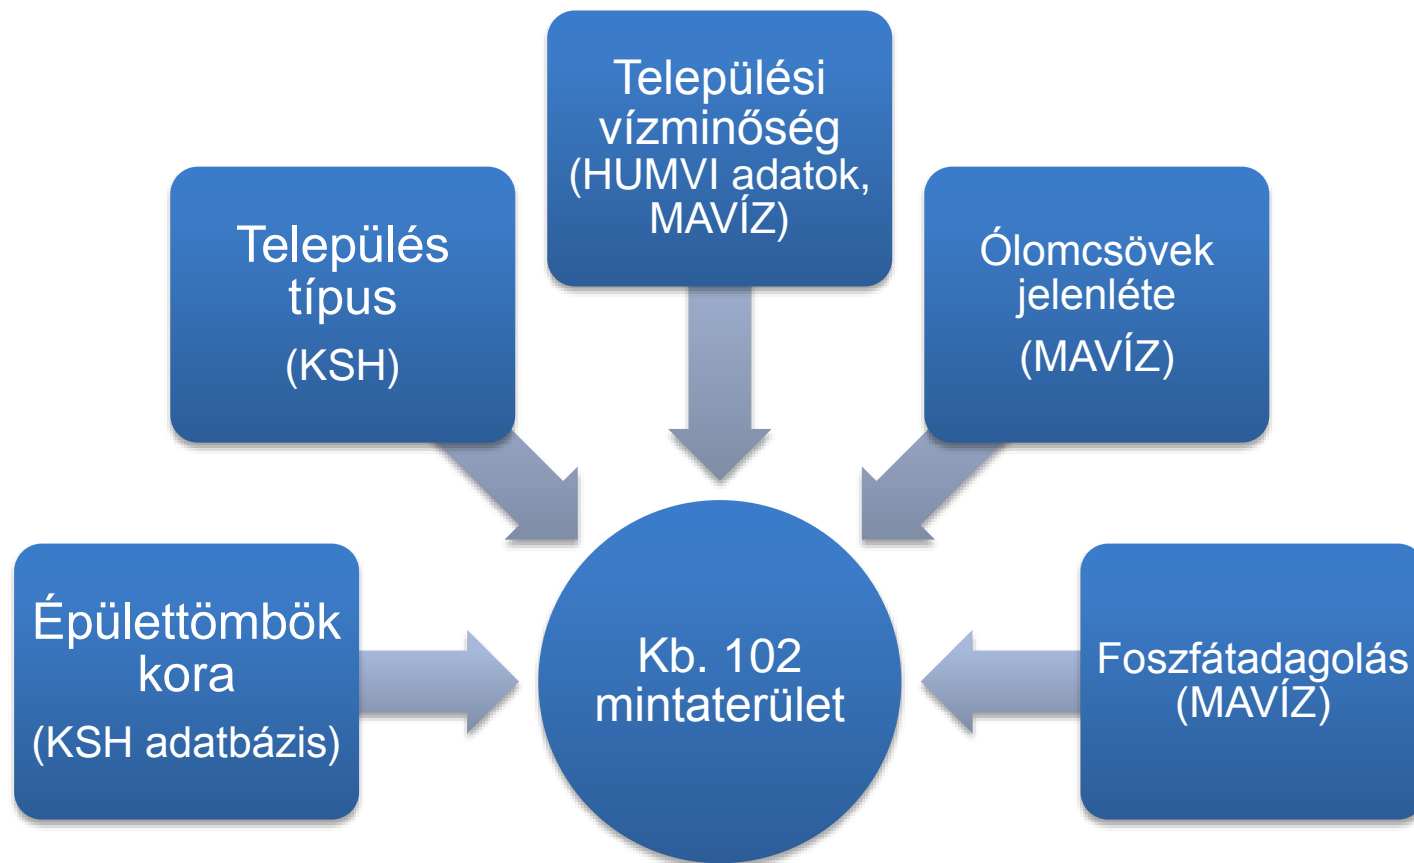 Települési
vízminőség
(HUMVI adatok,
MAVÍZ)
Település
típus
(KSH)
Ólomcsövek
jelenléte
(MAVÍZ)
Épülettömbök
kora
(KSH adatbázis)
Kb. 102
mintaterület
Foszfátadagolás
(MAVÍZ)